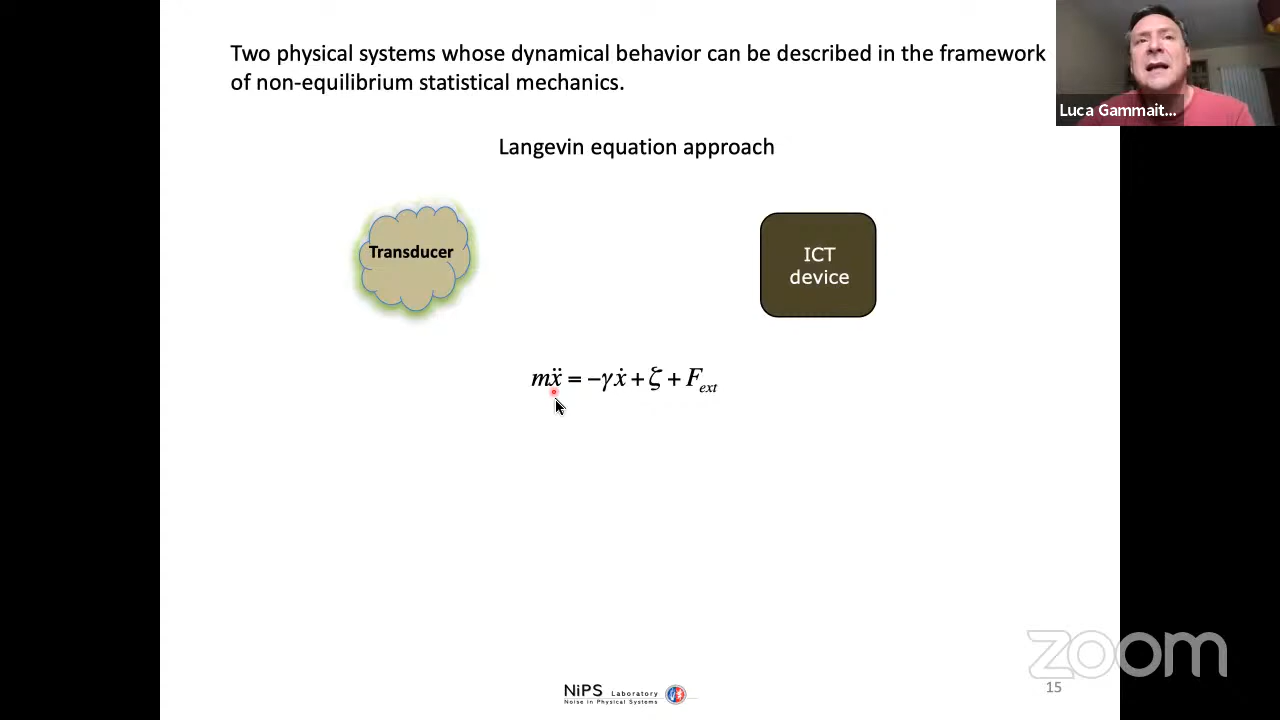 Two physical systems whose dynamical behavior can be described in the framework
of non-equilibrium statistical mechanics.
Luca Gammait...
Langevin equation approach
Transducer
ICT
device
mẍ = −γẋ + ζ + F_ext
zoom
15
NiPS Laboratory
Noise in Physical Systems